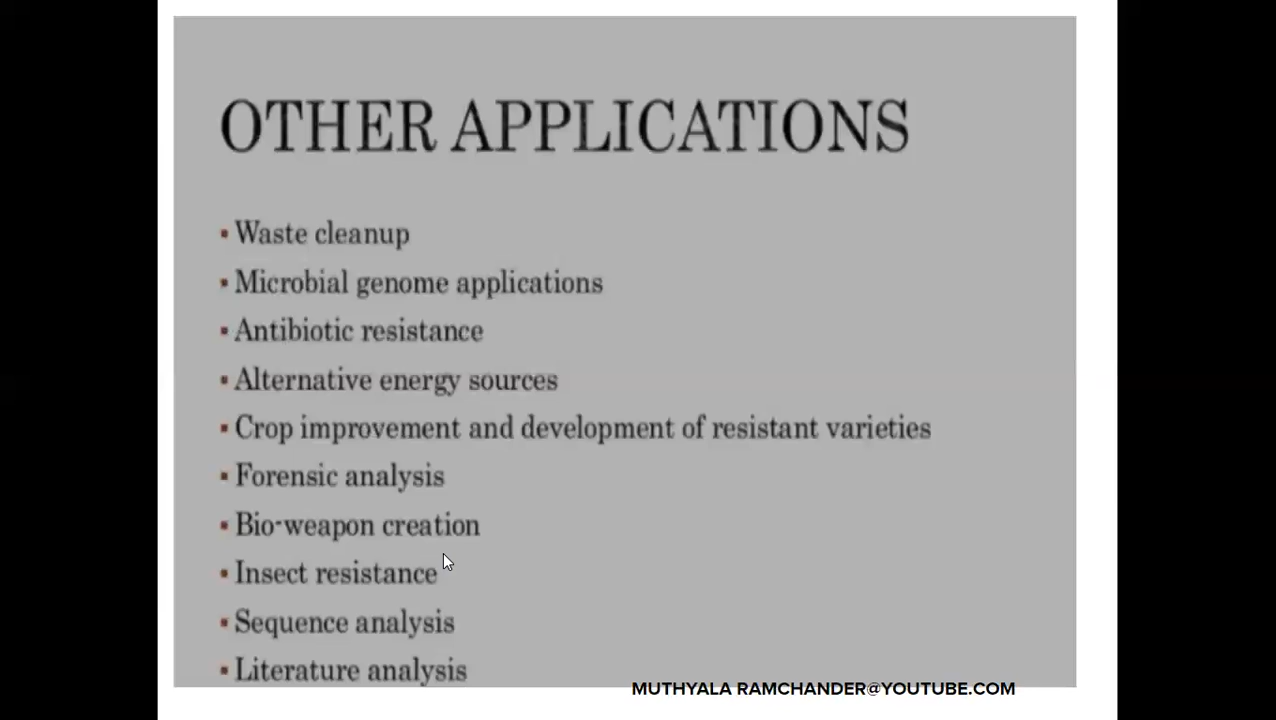 OTHER APPLICATIONS
▪ Waste cleanup
▪ Microbial genome applications
▪ Antibiotic resistance
▪ Alternative energy sources
▪ Crop improvement and development of resistant varieties
▪ Forensic analysis
▪ Bio-weapon creation
▪ Insect resistance
▪ Sequence analysis
▪ Literature analysis
MUTHYALA RAMCHANDER@YOUTUBE.COM